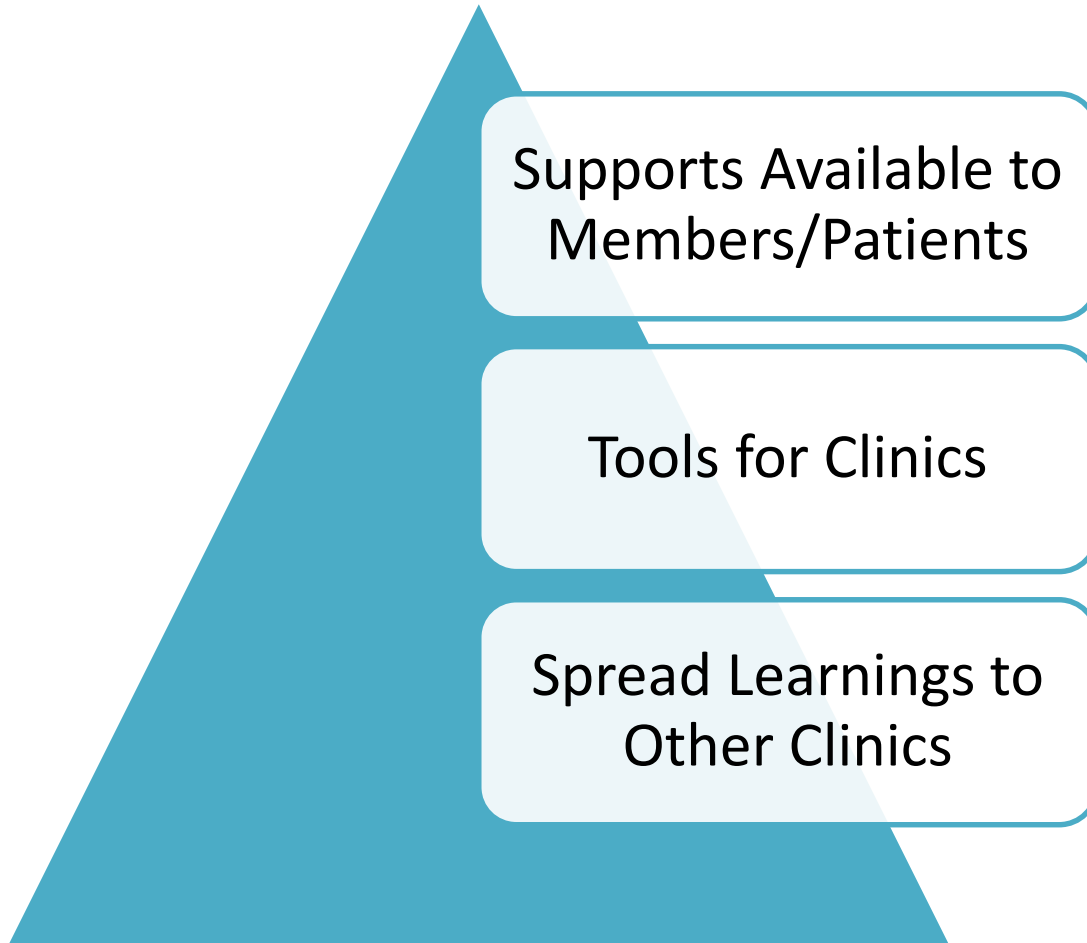 Supports Available to
Members/Patients
Tools for Clinics
Spread Learnings to
Other Clinics